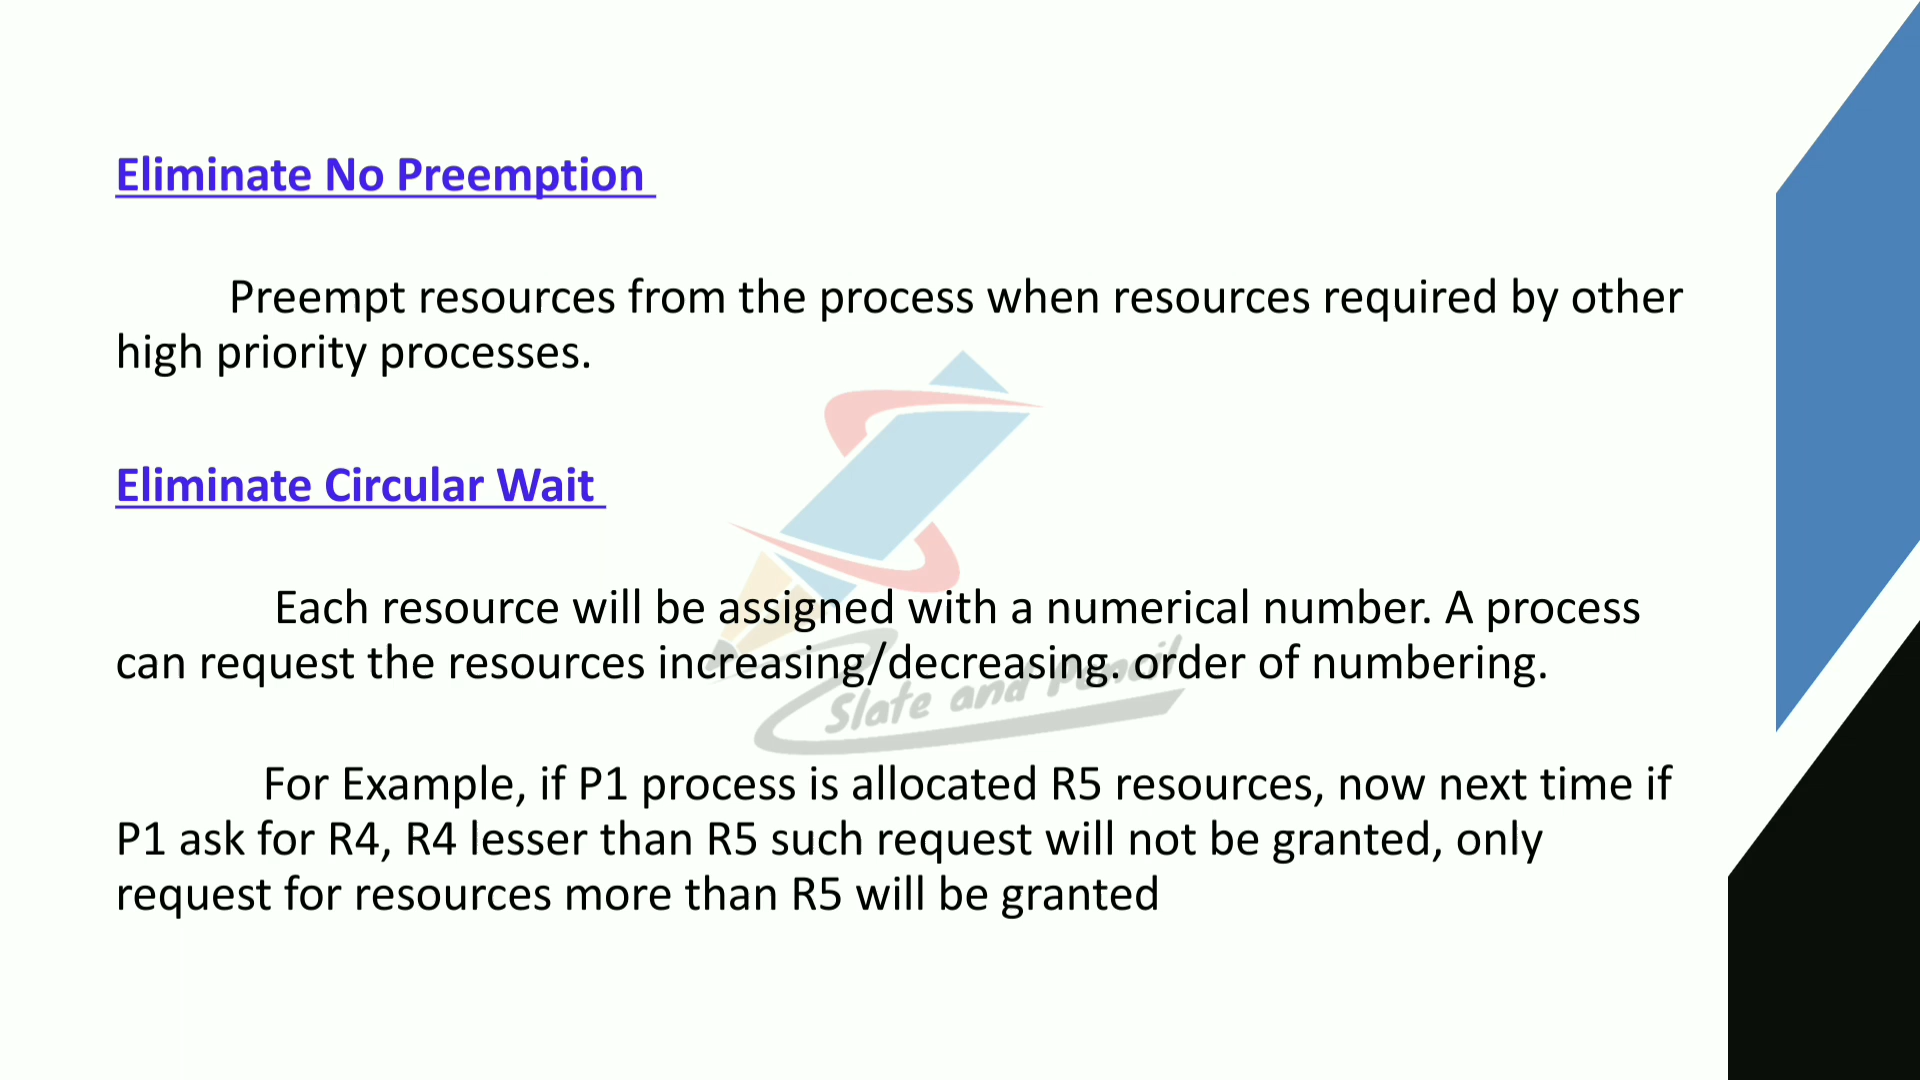 Eliminate No Preemption
Preempt resources from the process when resources required by other
high priority processes.
Eliminate Circular Wait
Each resource will be assigned with a numerical number. A process
can request the resources increasing/decreasing. order of numbering.
Slate and Pencil
For Example, if P1 process is allocated R5 resources, now next time if
P1 ask for R4, R4 lesser than R5 such request will not be granted, only
request for resources more than R5 will be granted